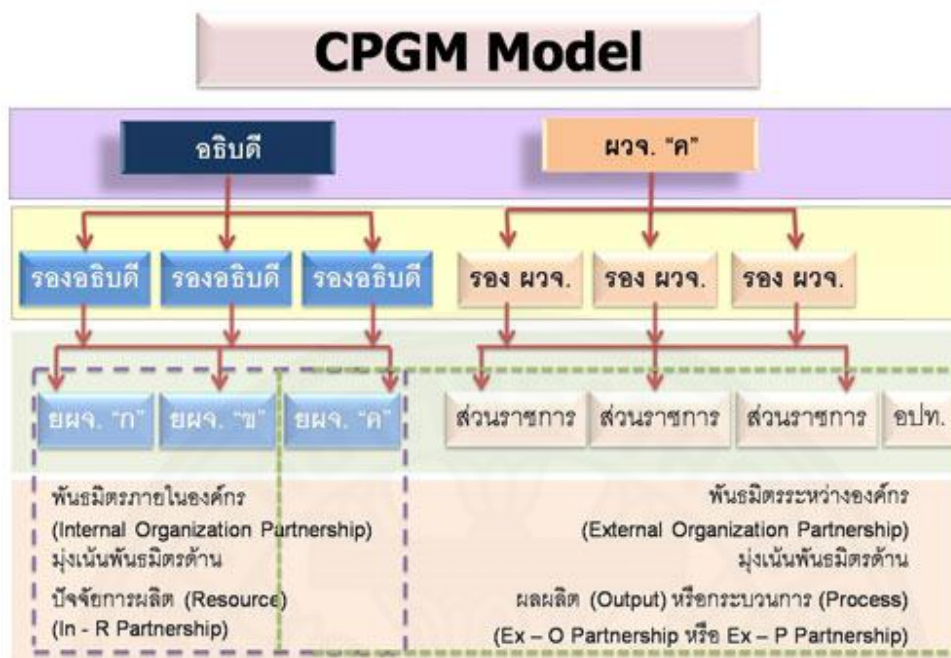 CPGM Model
อธิบดี
ผวจ. "ค"
รองอธิบดี
รองอธิบดี
รองอธิบดี
รอง ผวจ.
รอง ผวจ.
รอง ผวจ.
ยผจ. "ก"
ยผจ. "ข"
ยผจ. "ค"
ส่วนราชการ
ส่วนราชการ
ส่วนราชการ
อปท.
พันธมิตรภายในองค์กร
(Internal Organization Partnership)
มุ่งเน้นพันธมิตรด้าน
ปัจจัยการผลิต (Resource)
(In - R Partnership)
พันธมิตรระหว่างองค์กร
(External Organization Partnership)
มุ่งเน้นพันธมิตรด้าน
ผลผลิต (Output) หรือกระบวนการ (Process)
(Ex – O Partnership หรือ Ex – P Partnership)